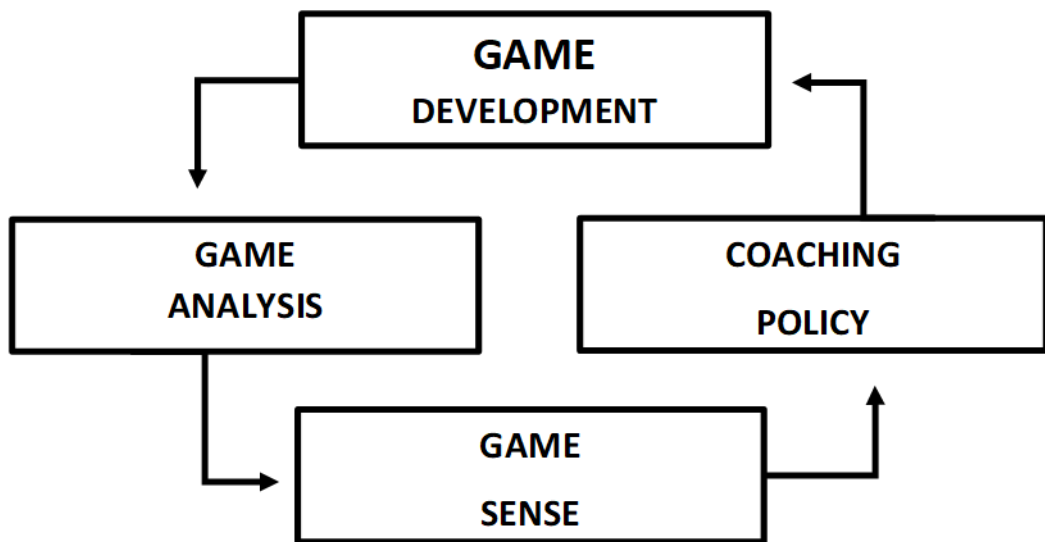 GAME
DEVELOPMENT
GAME
ANALYSIS
COACHING
POLICY
GAME
SENSE